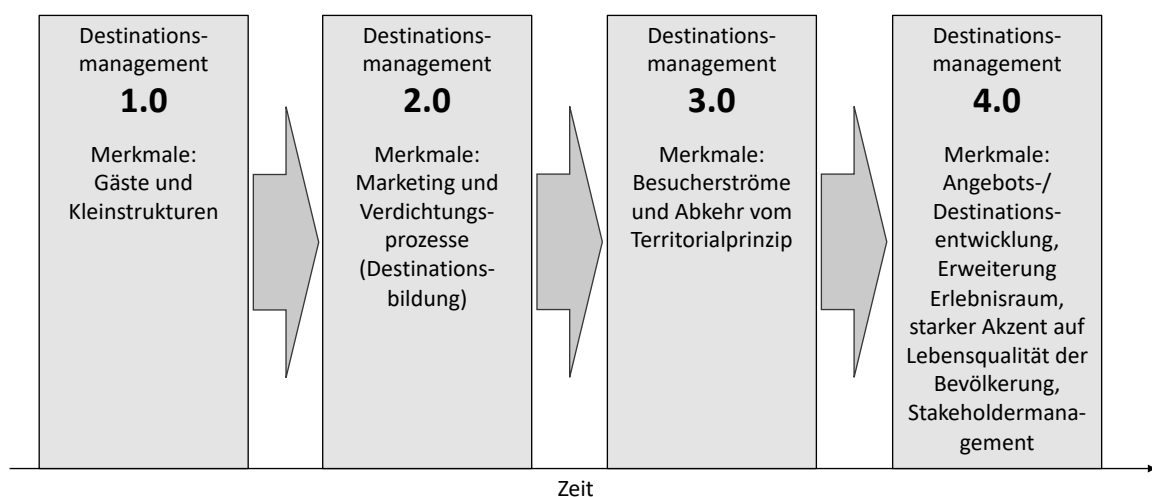 Destinations-
management
1.0
Merkmale:
Gäste und
Kleinstrukturen
Destinations-
management
2.0
Merkmale:
Marketing und
Verdichtungs-
prozesse
(Destinations-
bildung)
Destinations-
management
3.0
Merkmale:
Besucherströme
und Abkehr vom
Territorialprinzip
Destinations-
management
4.0
Merkmale:
Angebots-/
Destinations-
entwicklung,
Erweiterung
Erlebnisraum,
starker Akzent auf
Lebensqualität der
Bevölkerung,
Stakeholdermana-
gement
Zeit